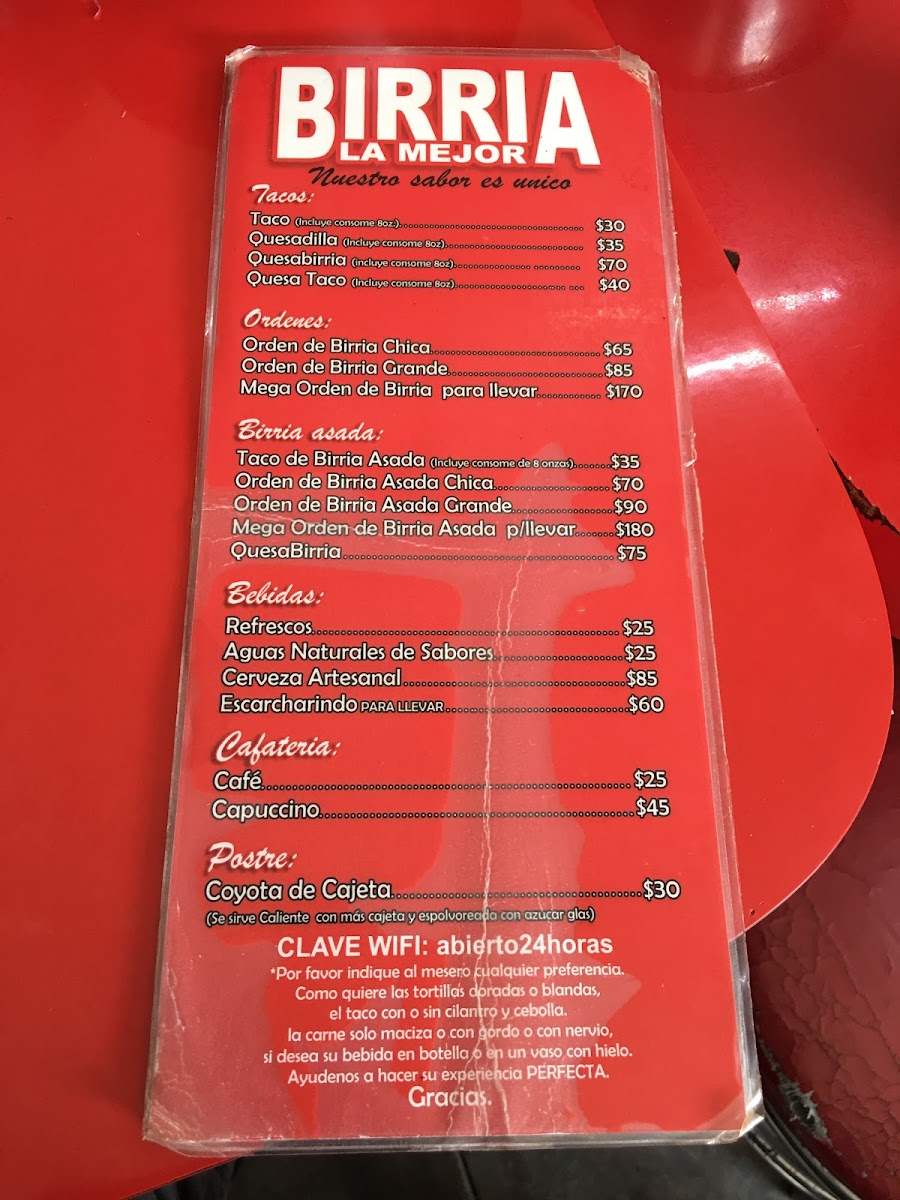 BIRRIA
LA MEJOR
Nuestro sabor es unico
Tacos:
Taco (Incluye consome 8oz.)........................................ $30
Quesadilla (Incluye consome 8oz)............................... $35
Quesabirria (incluye consome 8oz)................. .......... $70
Quesa Taco (Incluye consome 8oz)........................ ... $40
Ordenes:
Orden de Birria Chica.................................... $65
Orden de Birria Grande................................. $85
Mega Orden de Birria para llevar............. $170
Birria asada:
Taco de Birria Asada (Incluye consome de 8 onzas)........$35
Orden de Birria Asada Chica........................ $70
Orden de Birria Asada Grande.....................$90
Mega Orden de Birria Asada p/llevar........$180
QuesaBirria...................................................... $75
Bebidas:
Refrescos.................................................... $25
Aguas Naturales de Sabores......................$25
Cerveza Artesanal......................................$85
Escarcharindo PARA LLEVAR................................$60
Cafateria:
Café............................................................... $25
Capuccino.....................................................$45
Postre:
Coyota de Cajeta...................................$30
(Se sirve Caliente con más cajeta y espolvoreada con azucar glas)
CLAVE WIFI: abierto24horas
*Por favor indique al mesero cualquier preferencia.
Como quiere las tortillas doradas o blandas,
el taco con o sin cilantro y cebolla.
la carne solo maciza o con gordo o con nervio,
si desea su bebida en botella o en un vaso con hielo.
Ayudenos a hacer su experiencia PERFECTA.
Gracias.